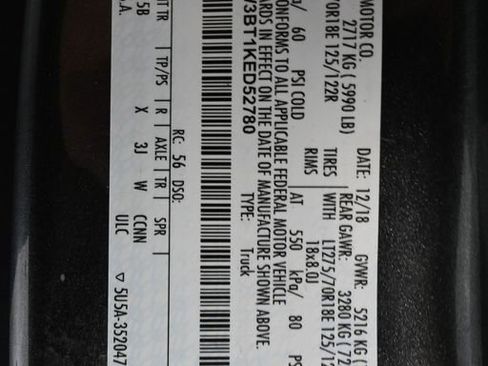 MOTOR CO. DATE: 12/18 GVWR: 5216 KG (
2717 KG ( 5990 LB) REAR GAWR: 3280 KG ( 72
70R18E 125/122R TIRES WITH LT275/70R18E 125/12
RIMS 18x8.0J
a/ 60 PSI COLD AT 550 kPa/ 80 PS
CONFORMS TO ALL APPLICABLE FEDERAL MOTOR VEHICLE
ARDS IN EFFECT ON THE DATE OF MANUFACTURE SHOWN ABOVE.
3BT1KED52780 Truck
RC: 56 DSO:
NT TR TP/PS R AXLE TR SPR
5B X 3J W CCNN
.A. ULC ▽ 5U5A-352047